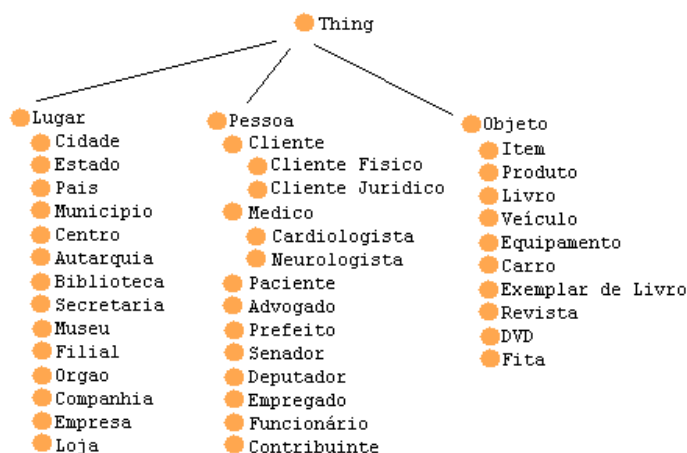 Thing
Lugar
Cidade
Estado
Pais
Municipio
Centro
Autarquia
Biblioteca
Secretaria
Museu
Filial
Orgao
Companhia
Empresa
Loja
Pessoa
Cliente
Cliente Fisico
Cliente Juridico
Medico
Cardiologista
Neurologista
Paciente
Advogado
Prefeito
Senador
Deputador
Empregado
Funcionário
Contribuinte
Objeto
Item
Produto
Livro
Veículo
Equipamento
Carro
Exemplar de Livro
Revista
DVD
Fita